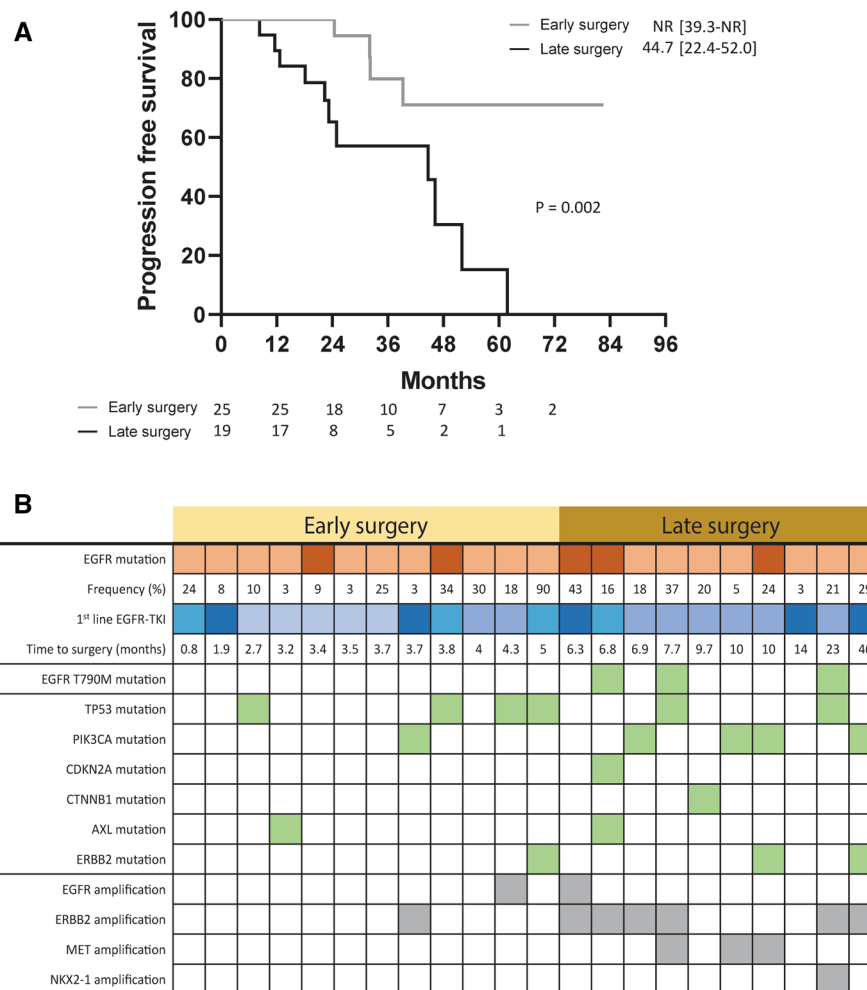 A
Progression free survival
100
80
60
40
20
0
Early surgery NR [39.3-NR]
Late surgery 44.7 [22.4-52.0]
P = 0.002
0 12 24 36 48 60 72 84 96
Months
Early surgery 25 25 18 10 7 3 2
Late surgery 19 17 8 5 2 1
B
Early surgery Late surgery
EGFR mutation
Frequency (%) 24 8 10 3 9 3 25 3 34 30 18 90 43 16 18 37 20 5 24 3 21
1st line EGFR-TKI
Time to surgery (months) 0.8 1.9 2.7 3.2 3.4 3.5 3.7 3.7 3.8 4 4.3 5 6.3 6.8 6.9 7.7 9.7 10 10 14 23
EGFR T790M mutation
TP53 mutation
PIK3CA mutation
CDKN2A mutation
CTNNB1 mutation
AXL mutation
ERBB2 mutation
EGFR amplification
ERBB2 amplification
MET amplification
NKX2-1 amplification